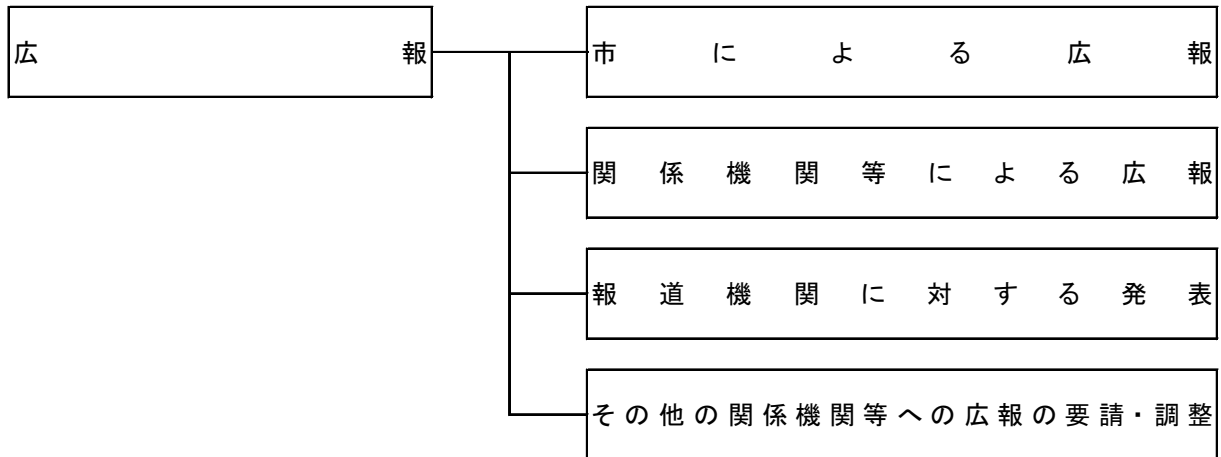 広報
市による広報
関係機関等による広報
報道機関に対する発表
その他の関係機関等への広報の要請・調整